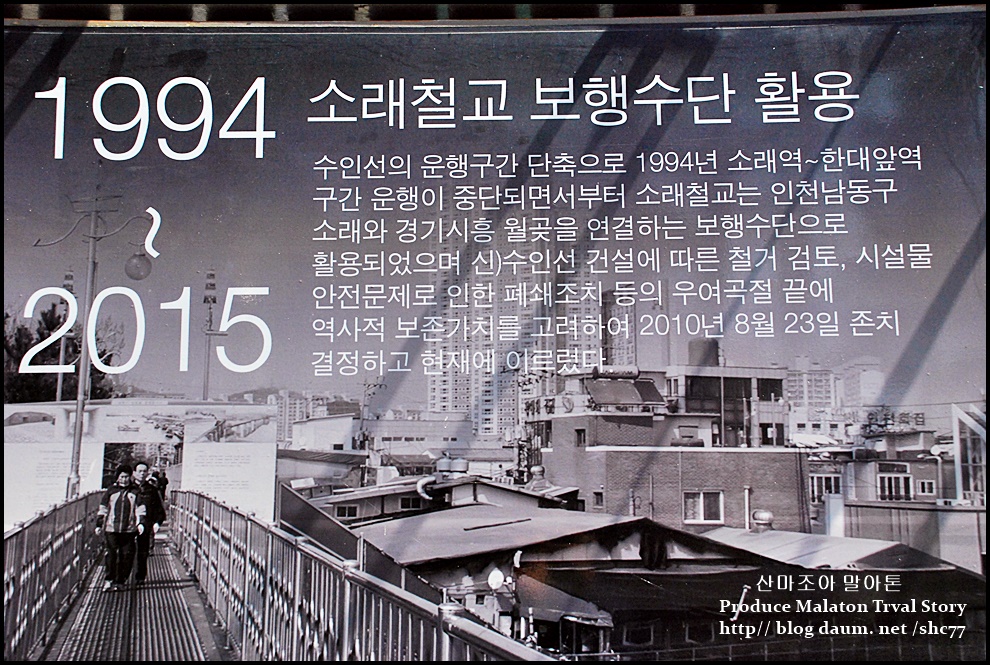 1994
~
2015
소래철교 보행수단 활용
수인선의 운행구간 단축으로 1994년 소래역~한대앞역
구간 운행이 중단되면서부터 소래철교는 인천남동구
소래와 경기시흥 월곶을 연결하는 보행수단으로
활용되었으며 신)수인선 건설에 따른 철거 검토, 시설물
안전문제로 인한 폐쇄조치 등의 우여곡절 끝에
역사적 보존가치를 고려하여 2010년 8월 23일 존치
결정하고 현재에 이르렀다.
산마조아 말아톤
Produce Malaton Trval Story
http// blog daum. net /shc77